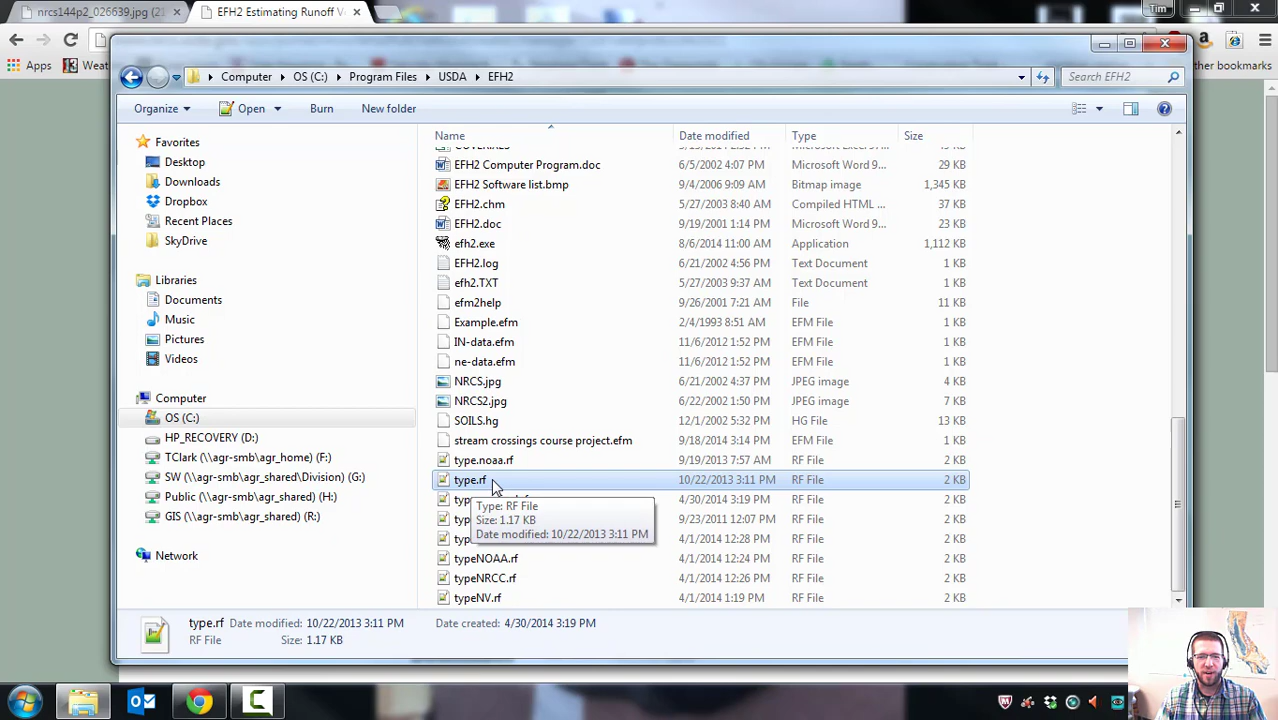 nrcs144p2_026639.jpg (21
EFH2 Estimating Runoff V
Tim
Apps
Weat
ther bookmarks
Computer
OS (C:)
Program Files
USDA
EFH2
Search EFH2
Organize
Open
Burn
New folder
Name
Date modified
Type
Size
Favorites
Desktop
Downloads
Dropbox
Recent Places
SkyDrive
Libraries
Documents
Music
Pictures
Videos
Computer
OS (C:)
HP_RECOVERY (D:)
TClark (\\agr-smb\agr_home) (F:)
SW (\\agr-smb\agr_shared\Division) (G:)
Public (\\agr-smb\agr_shared) (H:)
GIS (\\agr-smb\agr_shared) (R:)
Network
EFH2 Computer Program.doc 6/5/2002 4:07 PM Microsoft Word 9... 29 KB
EFH2 Software list.bmp 9/4/2006 9:09 AM Bitmap image 1,345 KB
EFH2.chm 5/27/2003 8:40 AM Compiled HTML ... 37 KB
EFH2.doc 9/19/2001 1:14 PM Microsoft Word 9... 23 KB
efh2.exe 8/6/2014 11:00 AM Application 1,112 KB
EFH2.log 6/21/2002 4:56 PM Text Document 1 KB
efh2.TXT 5/27/2003 9:37 AM Text Document 1 KB
efm2help 9/26/2001 7:21 AM File 11 KB
Example.efm 2/4/1993 8:51 AM EFM File 1 KB
IN-data.efm 11/6/2012 1:52 PM EFM File 1 KB
ne-data.efm 11/6/2012 1:52 PM EFM File 1 KB
NRCS.jpg 6/21/2002 4:37 PM JPEG image 4 KB
NRCS2.jpg 6/22/2002 1:50 PM JPEG image 7 KB
SOILS.hg 12/1/2002 5:32 PM HG File 13 KB
stream crossings course project.efm 9/18/2014 3:14 PM EFM File 1 KB
type.noaa.rf 9/19/2013 7:57 AM RF File 2 KB
type.rf 10/22/2013 3:11 PM RF File 2 KB
4/30/2014 3:19 PM RF File 2 KB
9/23/2011 12:07 PM RF File 2 KB
4/1/2014 12:28 PM RF File 2 KB
typeNOAA.rf 4/1/2014 12:24 PM RF File 2 KB
typeNRCC.rf 4/1/2014 12:26 PM RF File 2 KB
typeNV.rf 4/1/2014 1:19 PM RF File 2 KB
Type: RF File
Size: 1.17 KB
Date modified: 10/22/2013 3:11 PM
type.rf Date modified: 10/22/2013 3:11 PM Date created: 4/30/2014 3:19 PM
RF File Size: 1.17 KB